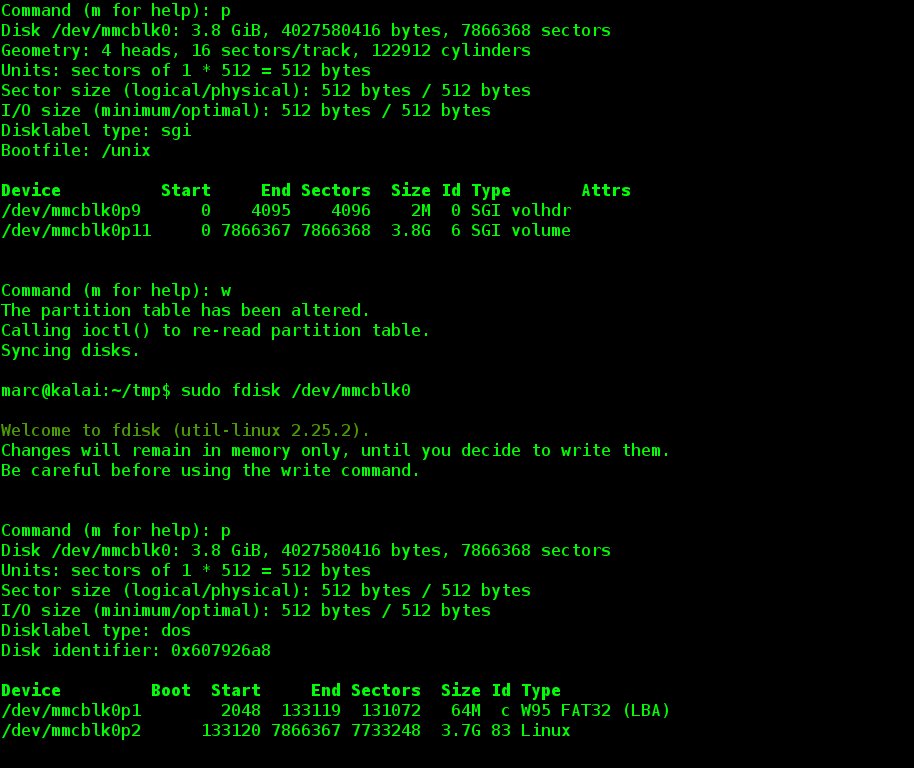 Command (m for help): p
Disk /dev/mmcblk0: 3.8 GiB, 4027580416 bytes, 7866368 sectors
Geometry: 4 heads, 16 sectors/track, 122912 cylinders
Units: sectors of 1 * 512 = 512 bytes
Sector size (logical/physical): 512 bytes / 512 bytes
I/O size (minimum/optimal): 512 bytes / 512 bytes
Disklabel type: sgi
Bootfile: /unix
Device          Start     End Sectors  Size Id Type       Attrs
/dev/mmcblk0p9      0    4095    4096    2M  0 SGI volhdr
/dev/mmcblk0p11     0 7866367 7866368  3.8G  6 SGI volume
Command (m for help): w
The partition table has been altered.
Calling ioctl() to re-read partition table.
Syncing disks.
marc@kalai:~/tmp$ sudo fdisk /dev/mmcblk0
Welcome to fdisk (util-linux 2.25.2).
Changes will remain in memory only, until you decide to write them.
Be careful before using the write command.
Command (m for help): p
Disk /dev/mmcblk0: 3.8 GiB, 4027580416 bytes, 7866368 sectors
Units: sectors of 1 * 512 = 512 bytes
Sector size (logical/physical): 512 bytes / 512 bytes
I/O size (minimum/optimal): 512 bytes / 512 bytes
Disklabel type: dos
Disk identifier: 0x607926a8
Device         Boot  Start     End Sectors  Size Id Type
/dev/mmcblk0p1        2048  133119  131072   64M  c W95 FAT32 (LBA)
/dev/mmcblk0p2      133120 7866367 7733248  3.7G 83 Linux